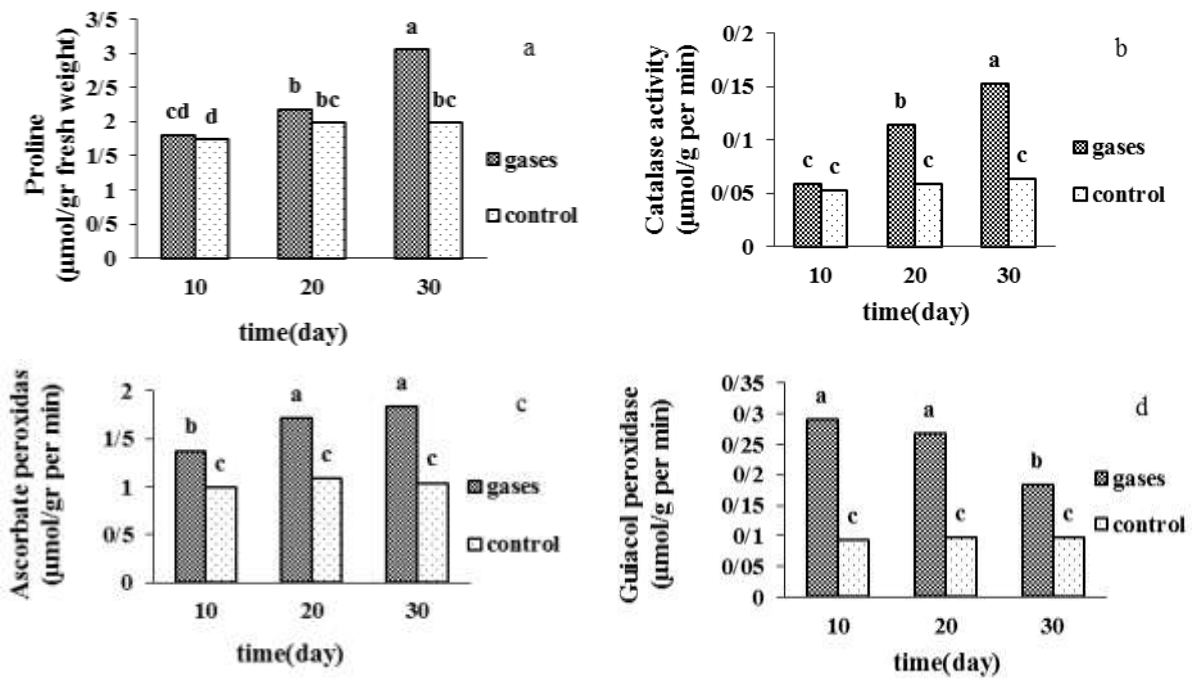 Proline
(µmol/gr fresh weight)
3/5
3
2/5
2
1/5
1
0/5
0
cd
d
b
bc
a
bc
10
20
30
time(day)
gases
control
a
Catalase activity
(µmol/g per min)
0/2
0/15
0/1
0/05
0
c
c
b
c
a
c
10
20
30
time(day)
gases
control
b
Ascorbate peroxidas
(µmol/gr per min)
2
1/5
1
0/5
0
b
c
a
c
a
c
10
20
30
time(day)
gases
control
c
Guiacol peroxidase
(µmol/g per min)
0/35
0/3
0/25
0/2
0/15
0/1
0/05
0
a
c
a
c
b
c
10
20
30
time(day)
gases
control
d